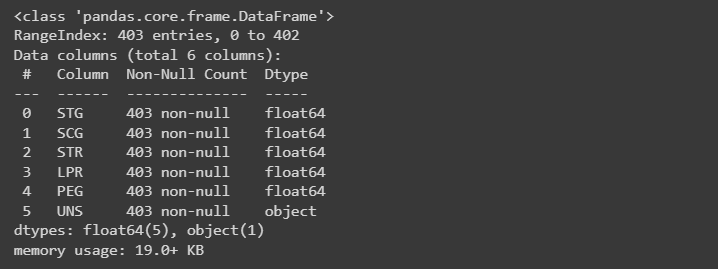 <class 'pandas.core.frame.DataFrame'>
RangeIndex: 403 entries, 0 to 402
Data columns (total 6 columns):
 #   Column  Non-Null Count  Dtype
---  ------  --------------  -----
 0   STG     403 non-null    float64
 1   SCG     403 non-null    float64
 2   STR     403 non-null    float64
 3   LPR     403 non-null    float64
 4   PEG     403 non-null    float64
 5   UNS     403 non-null    object
dtypes: float64(5), object(1)
memory usage: 19.0+ KB